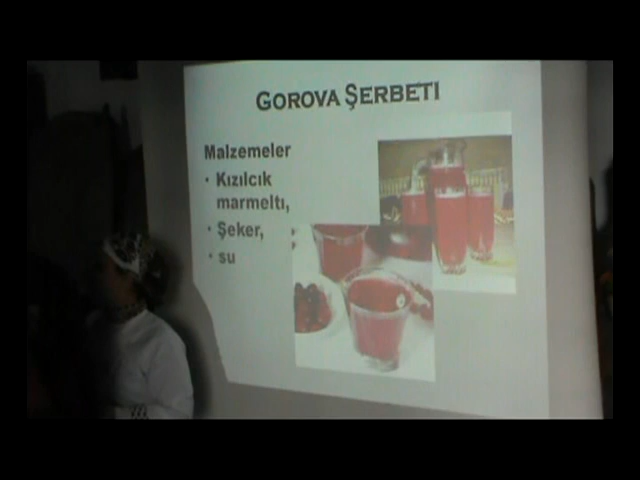 GOROVA ŞERBETİ
Malzemeler
• Kızılcık
marmeltı,
• Şeker,
• su